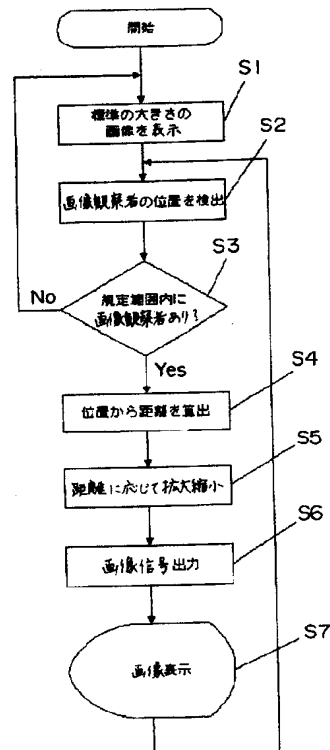 開始
S1
標準の大きさの
画像を表示
S2
画像観察者の位置を検出
S3
規定範囲内に
画像観察者あり?
No
Yes
S4
位置から距離を算出
S5
距離に応じて拡大縮小
S6
画像信号出力
S7
画像表示